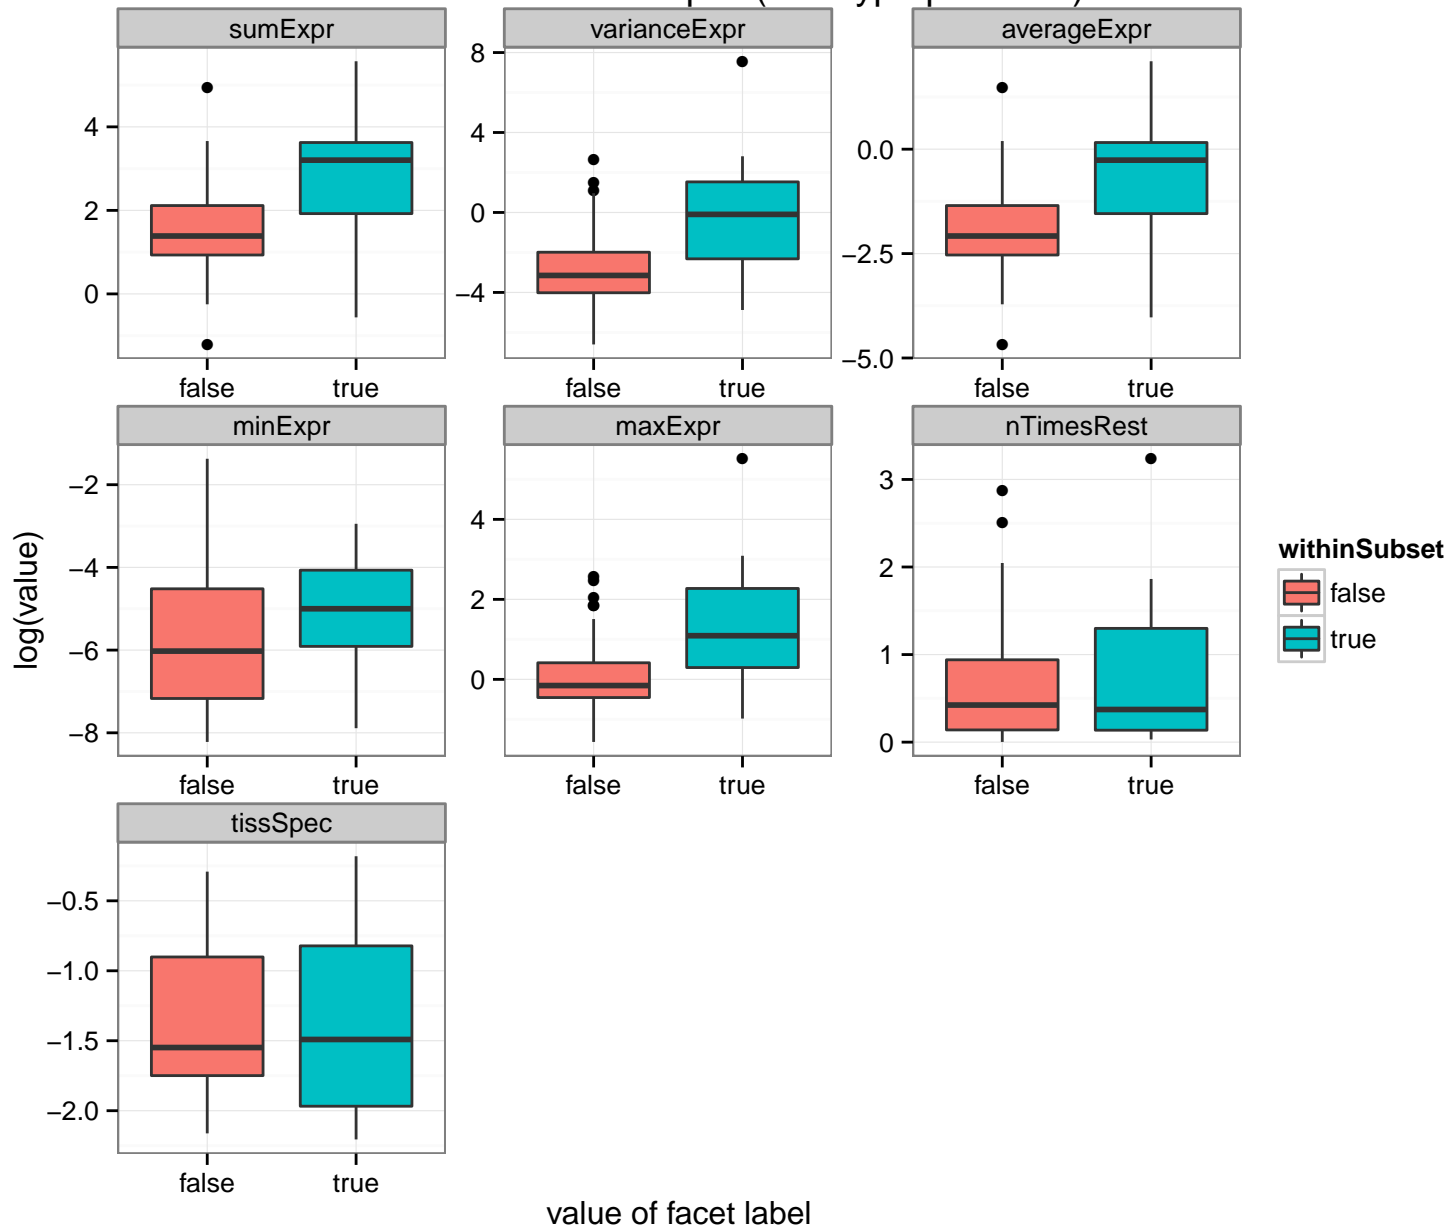 sumExpr varianceExpr averageExpr
8
4 4 0.0
2 0 −2.5
0 −4 −5.0
false true false true false true
minExpr maxExpr nTimesRest
−2 4 3
−4 2 2
−6 0 1
−8 0
false true false true false true
log(value)
withinSubset
false
true
tissSpec
−0.5
−1.0
−1.5
−2.0
false true
value of facet label